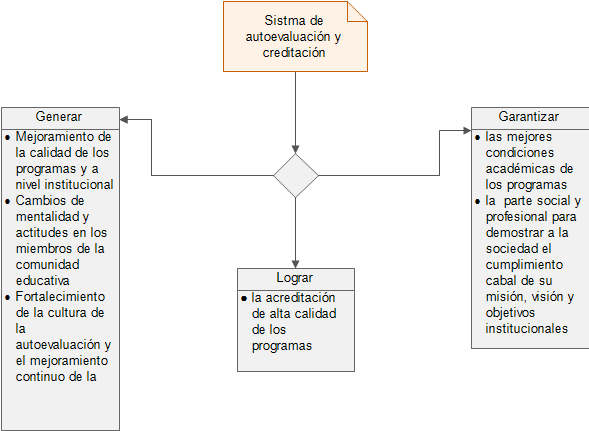 Sistma de
autoevaluación y
creditación
Generar
● Mejoramiento de
la calidad de los
programas y a
nivel institucional
● Cambios de
mentalidad y
actitudes en los
miembros de la
comunidad
educativa
● Fortalecimiento
de la cultura de
la
autoevaluación y
el mejoramiento
continuo de la
Lograr
● la acreditación
de alta calidad
de los
programas
Garantizar
● las mejores
condiciones
académicas de
los programas
● la parte social y
profesional para
demostrar a la
sociedad el
cumplimiento
cabal de su
misión, visión y
objetivos
institucionales